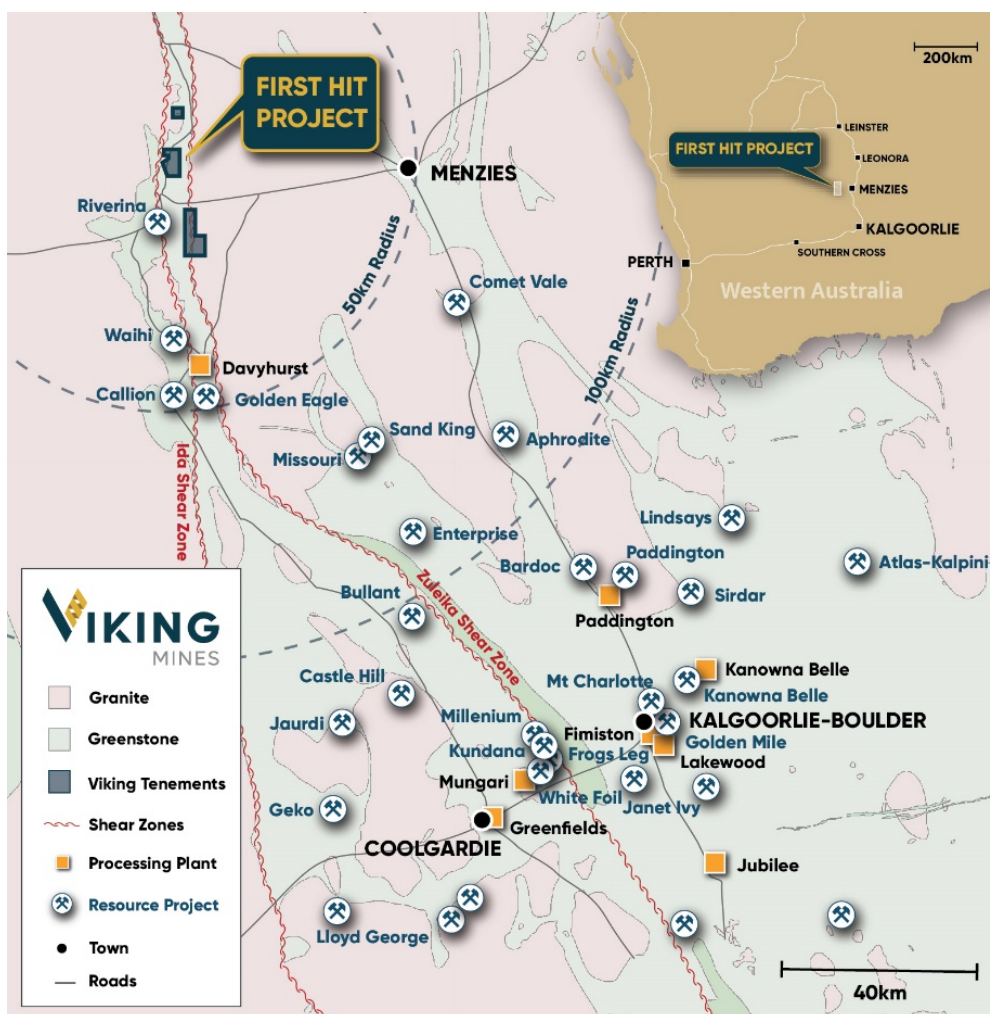 FIRST HIT
PROJECT
200km
LEINSTER
FIRST HIT PROJECT
LEONORA
MENZIES
KALGOORLIE
SOUTHERN CROSS
PERTH
Western Australia
MENZIES
Riverina
50km Radius
Comet Vale
100km Radius
Waihi
Davyhurst
Callion
Golden Eagle
Sand King
Aphrodite
Missouri
Ida Shear Zone
Lindsays
Enterprise
Bardoc
Paddington
Atlas-Kalpini
Zuleika Shear Zone
Bullant
Sirdar
Paddington
Kanowna Belle
Castle Hill
Mt Charlotte
Kanowna Belle
Jaurdi
Millenium
Fimiston
KALGOORLIE-BOULDER
Kundana
Frogs Leg
Golden Mile
Lakewood
Mungari
White Foil
Janet Ivy
Geko
Greenfields
COOLGARDIE
Jubilee
Lloyd George
40km
VIKING
MINES
Granite
Greenstone
Viking Tenements
Shear Zones
Processing Plant
Resource Project
Town
Roads